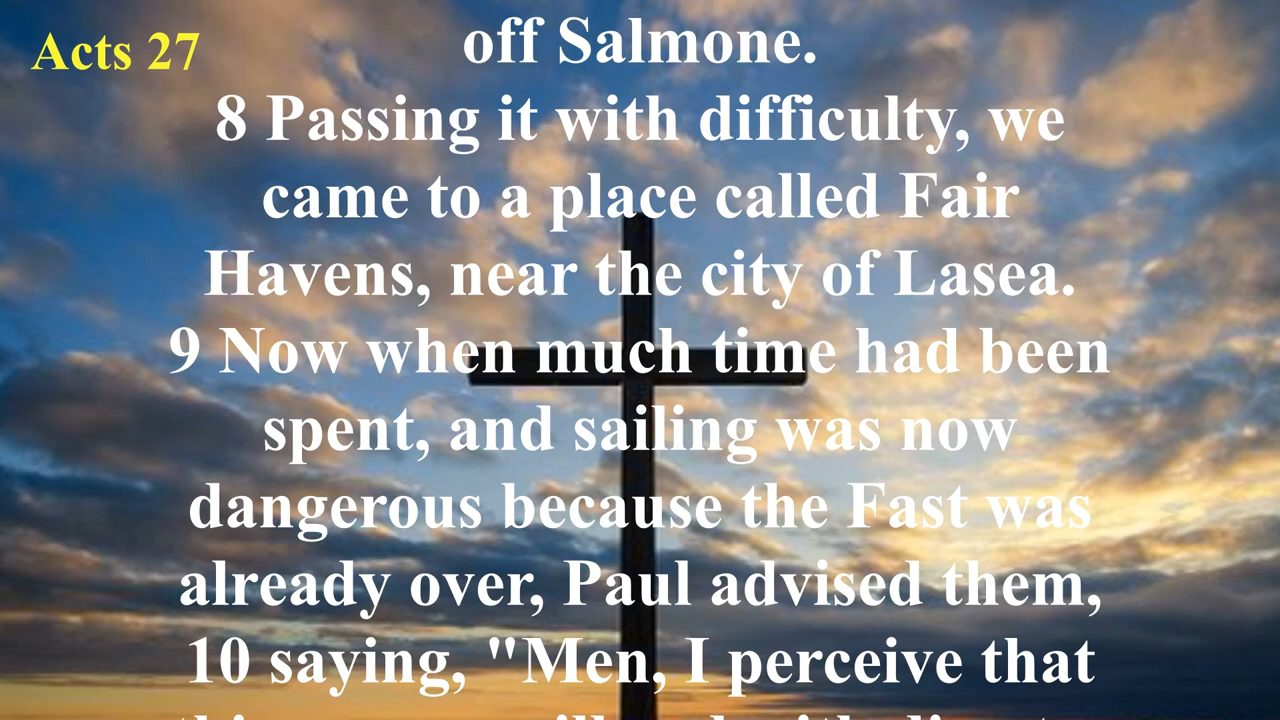 Acts 27
off Salmone.
8 Passing it with difficulty, we
came to a place called Fair
Havens, near the city of Lasea.
9 Now when much time had been
spent, and sailing was now
dangerous because the Fast was
already over, Paul advised them,
10 saying, "Men, I perceive that